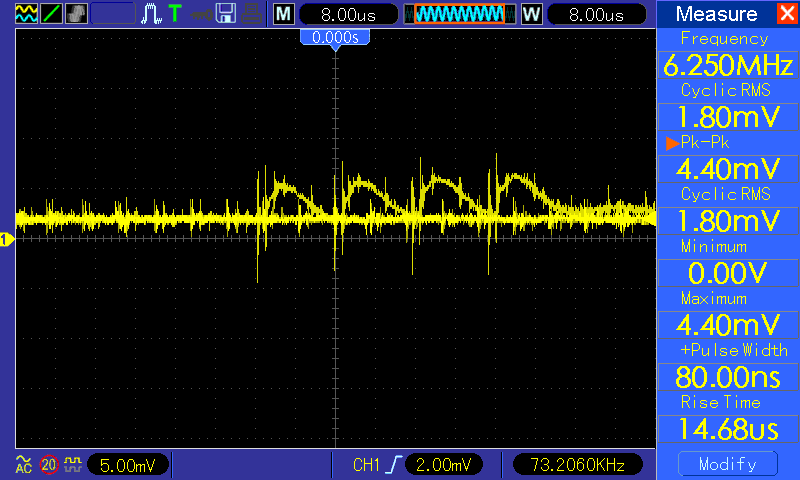 T M 8.00us W 8.00us Measure
0.000s
Frequency
6.250MHz
Cyclic RMS
1.80mV
Pk-Pk
4.40mV
Cyclic RMS
1.80mV
1
Minimum
0.00V
Maximum
4.40mV
+Pulse Width
80.00ns
Rise Time
14.68us
AC 20 5.00mV CH1 2.00mV 73.2060KHz Modify